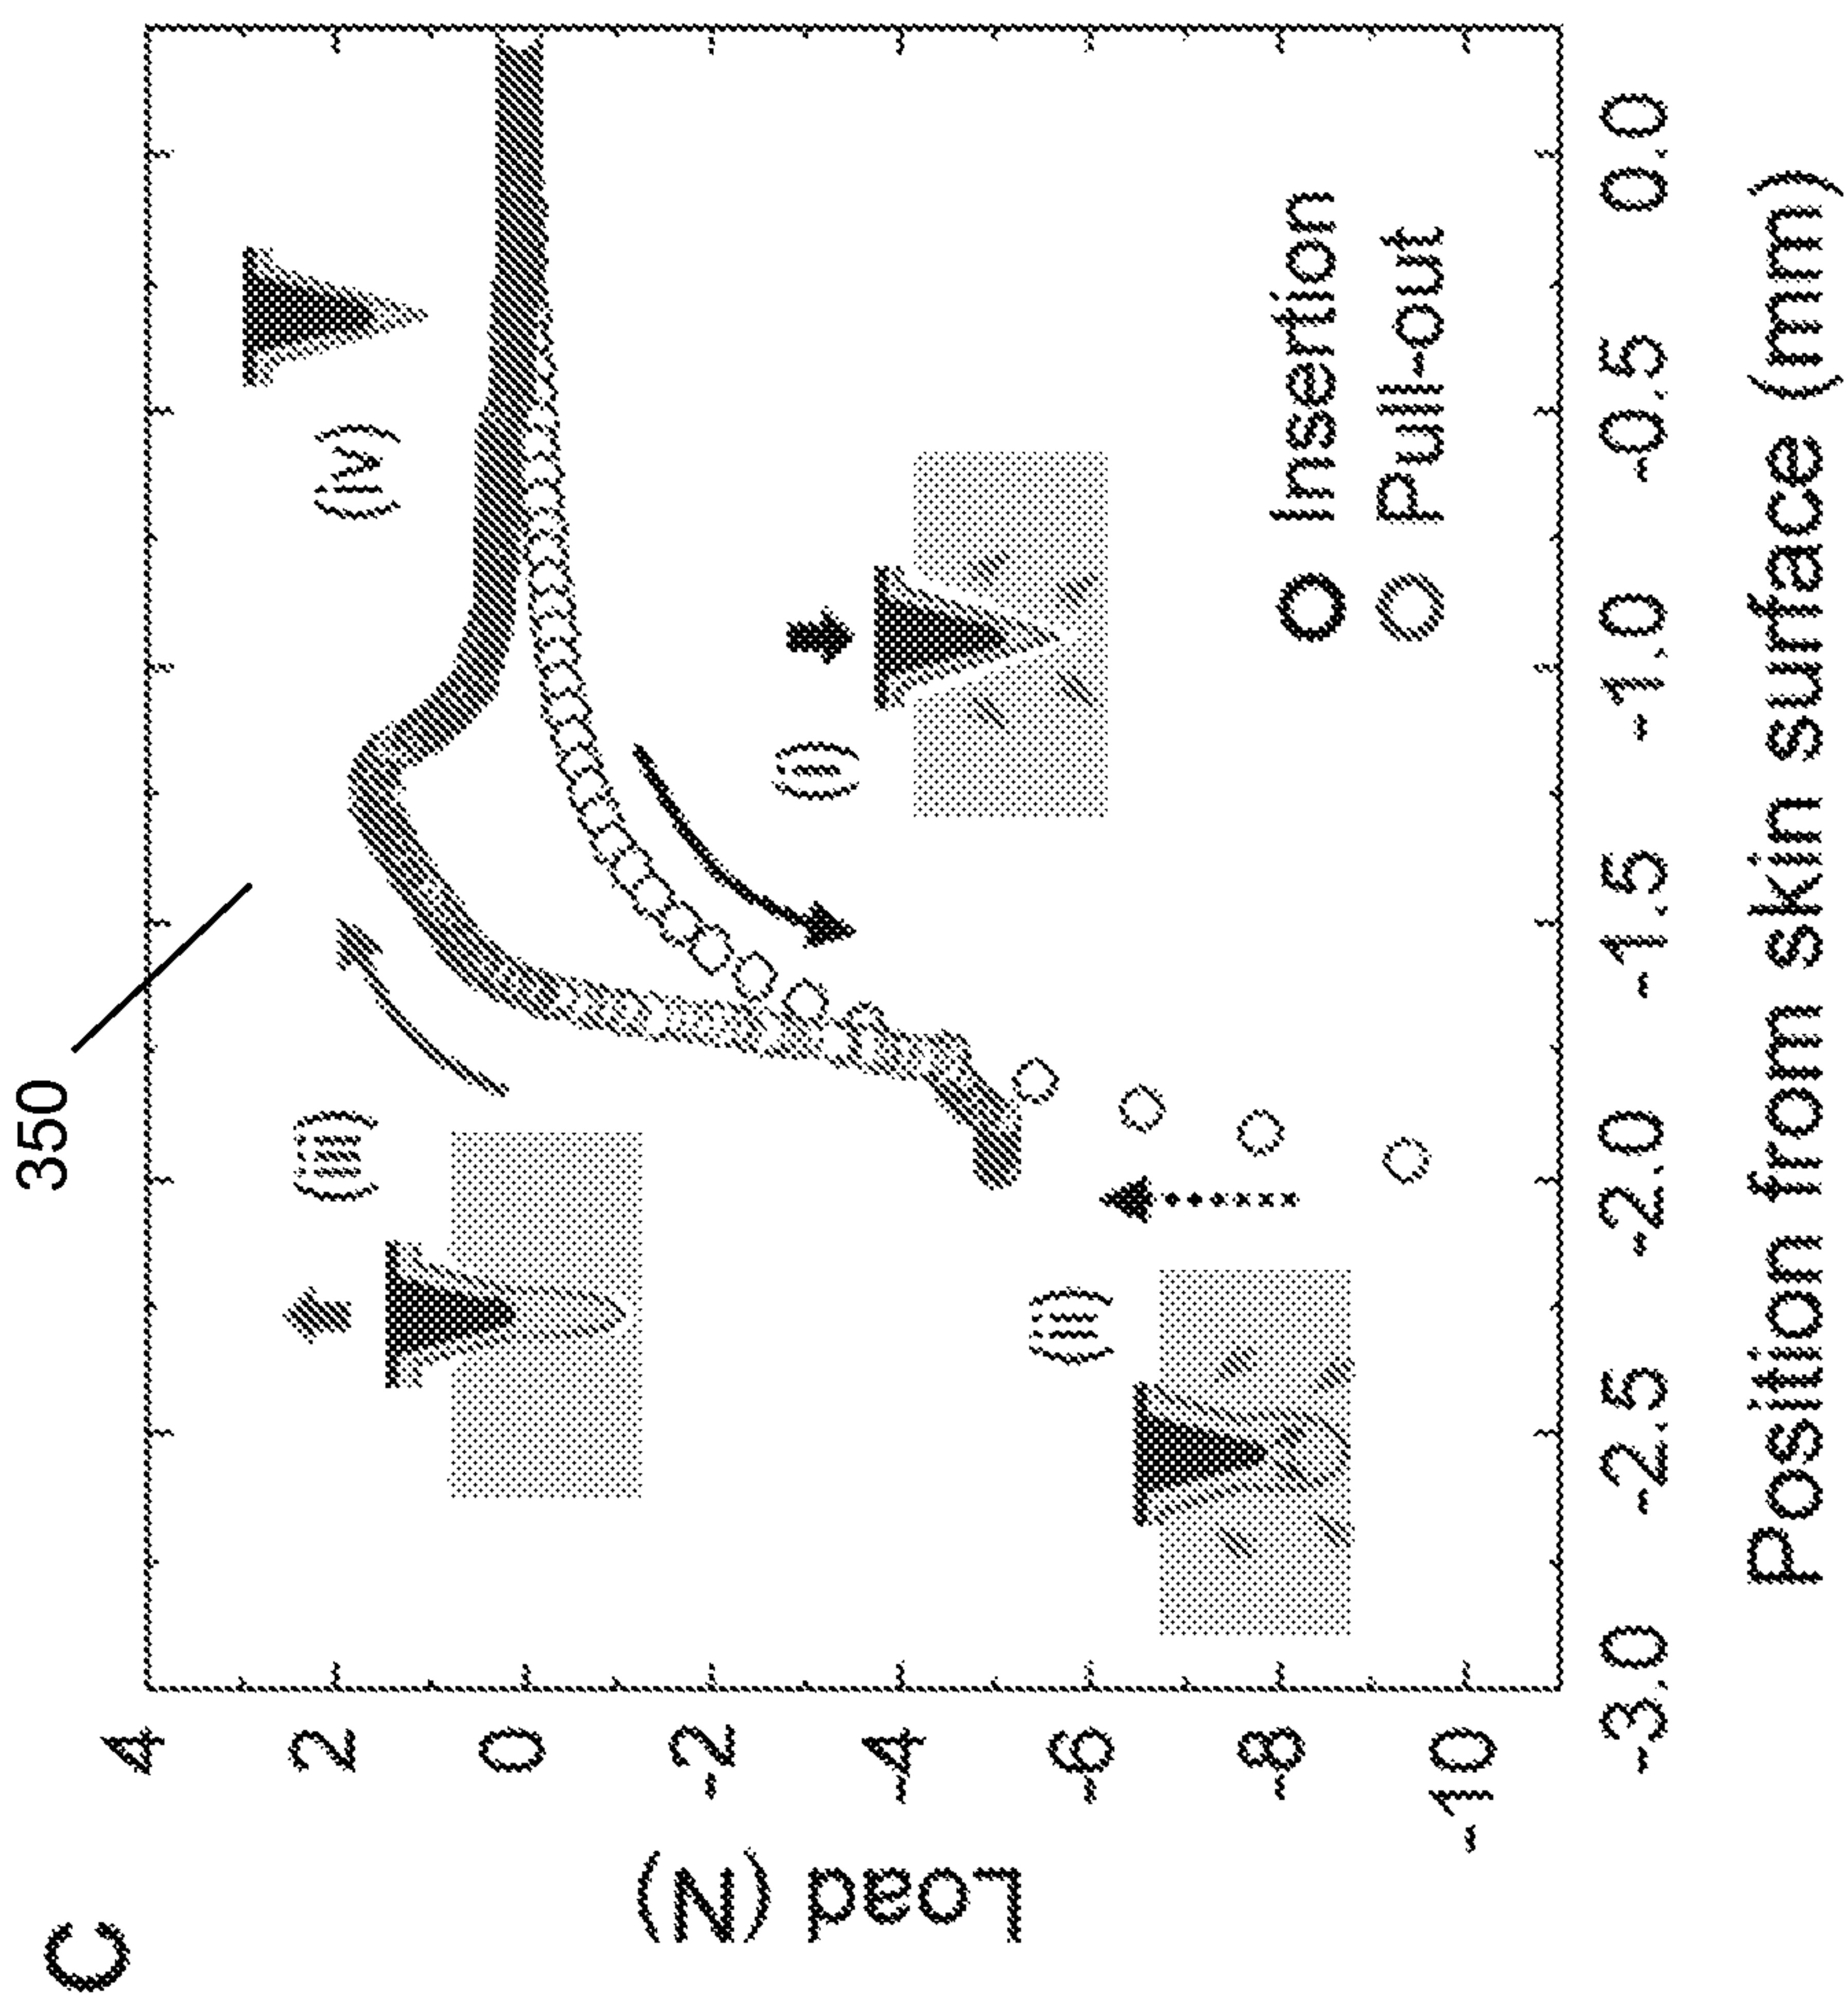 C
350
Load (N)
4
2
0
-2
-4
-6
-8
-10
(iii)
(iv)
(ii)
(i)
Insertion
Pull-out
-3.0
-2.5
-2.0
-1.5
-1.0
-0.5
0.0
Position from skin surface (mm)